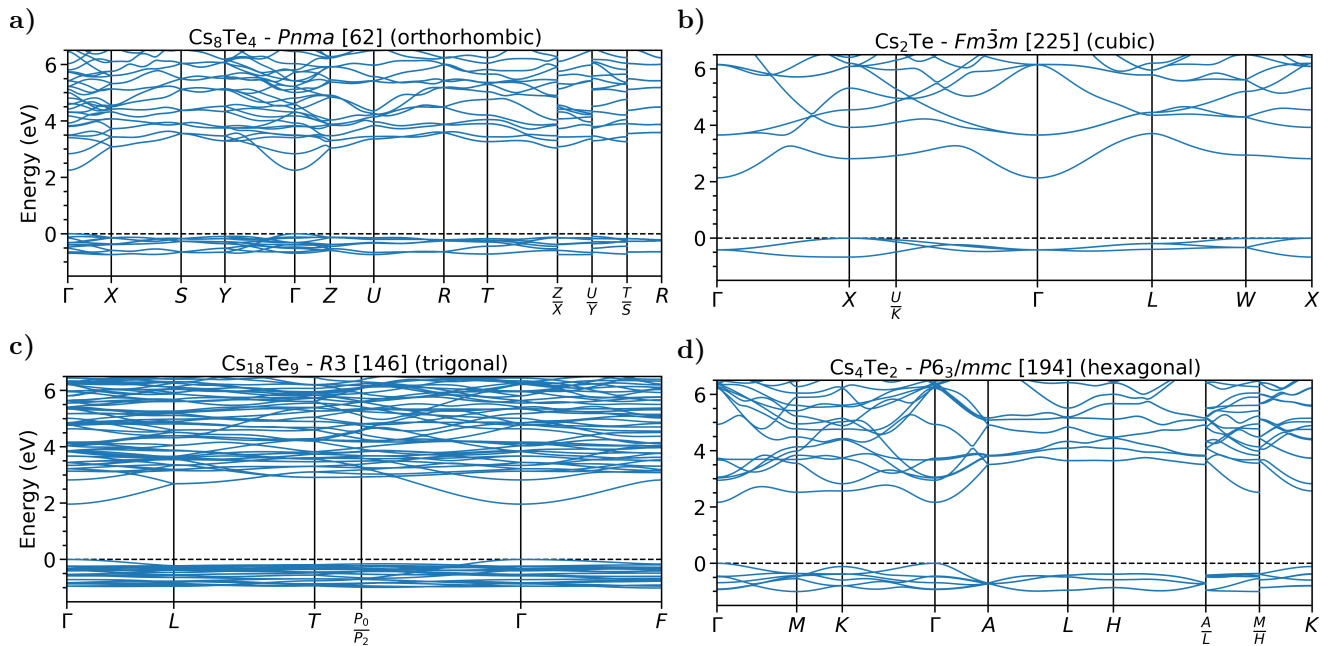 a)
Cs₈Te₄ - Pnma [62] (orthorhombic)
Energy (eV)
6
4
2
0
Γ X S Y Γ Z U R T Z/X U/Y T/S R
b)
Cs₂Te - Fm3̄m [225] (cubic)
6
4
2
0
Γ X U/K Γ L W X
c)
Cs₁₈Te₉ - R3 [146] (trigonal)
Energy (eV)
6
4
2
0
Γ L T P₀/P₂ Γ F
d)
Cs₄Te₂ - P6₃/mmc [194] (hexagonal)
6
4
2
0
Γ M K Γ A L H A/L M/H K